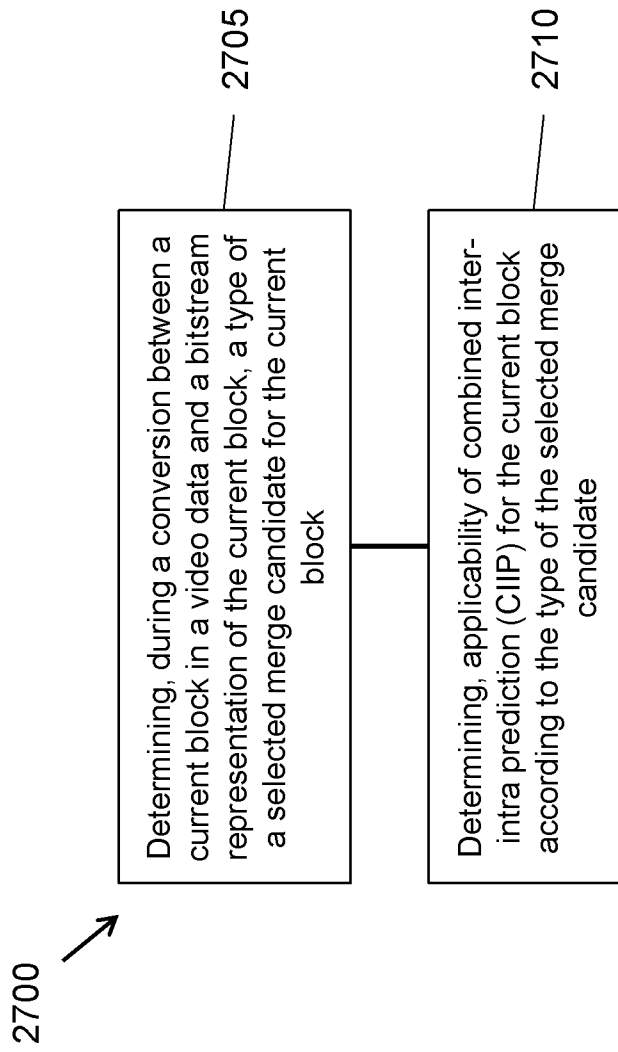 2700
Determining, during a conversion between a
current block in a video data and a bitstream
representation of the current block, a type of
a selected merge candidate for the current
block
2705
Determining, applicability of combined inter-
intra prediction (CIIP) for the current block
according to the type of the selected merge
candidate
2710